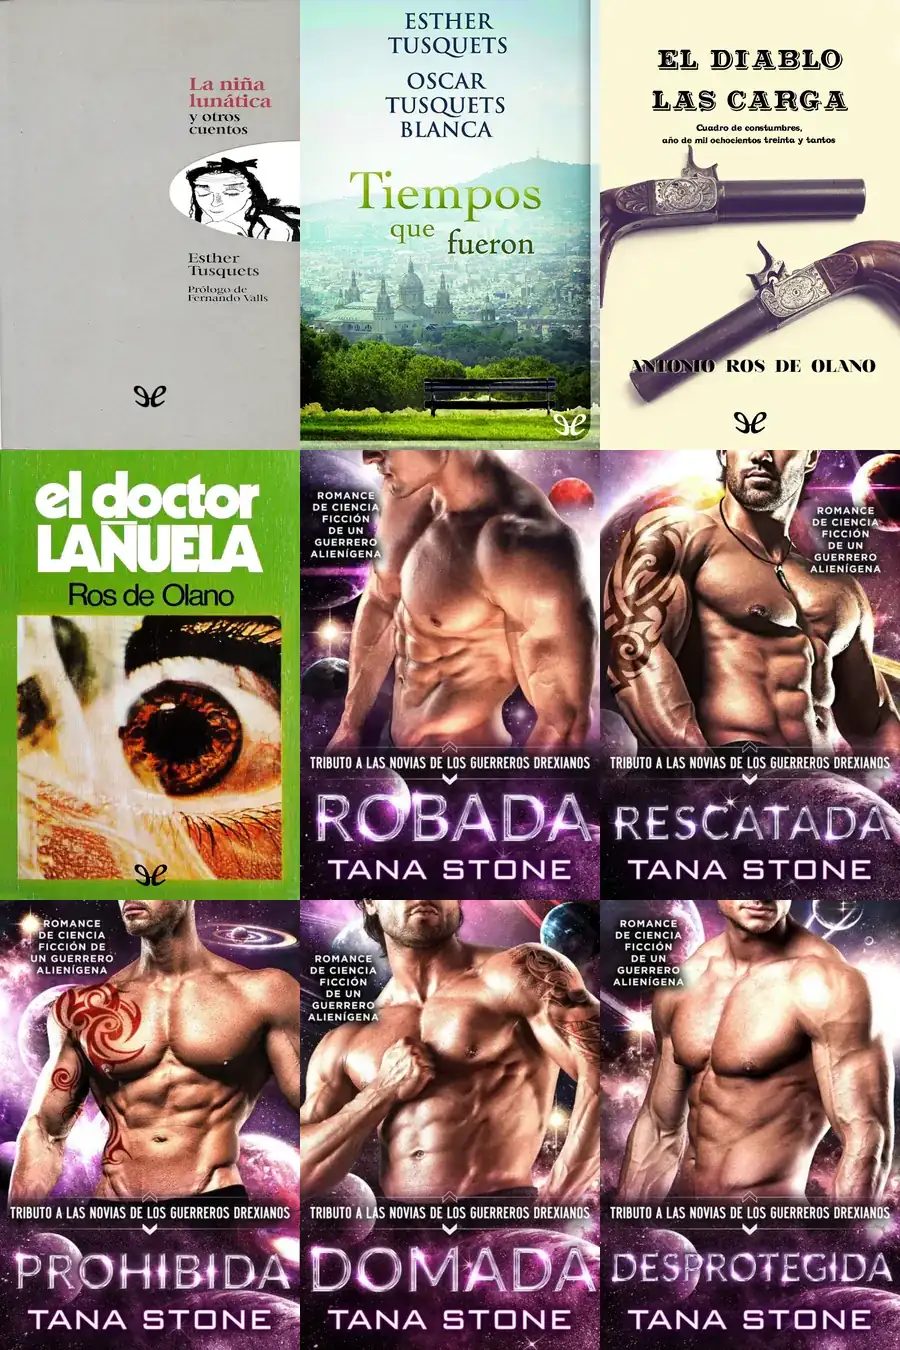 La niña
lunática
y otros
cuentos
Esther
Tusquets
Prólogo de
Fernando Valls
ESTHER
TUSQUETS
OSCAR
TUSQUETS
BLANCA
Tiempos
que
fueron
EL DIABLO
LAS CARGA
Cuadro de constumbres,
año de mil ochocientos treinta y tantos
ANTONIO ROS DE OLANO
el doctor
LAÑUELA
Ros de Olano
ROMANCE
DE CIENCIA
FICCIÓN
DE UN
GUERRERO
ALIENÍGENA
TRIBUTO A LAS NOVIAS DE LOS GUERREROS DREXIANOS
ROBADA
TANA STONE
ROMANCE
DE CIENCIA
FICCIÓN
DE UN
GUERRERO
ALIENÍGENA
TRIBUTO A LAS NOVIAS DE LOS GUERREROS DREXIANOS
RESCATADA
TANA STONE
ROMANCE
DE CIENCIA
FICCIÓN DE
UN GUERRERO
ALIENÍGENA
TRIBUTO A LAS NOVIAS DE LOS GUERREROS DREXIANOS
PROHIBIDA
TANA STONE
ROMANCE
DE CIENCIA
FICCIÓN
DE UN
GUERRERO
ALIENÍGENA
TRIBUTO A LAS NOVIAS DE LOS GUERREROS DREXIANOS
DOMADA
TANA STONE
ROMANCE
DE CIENCIA
FICCIÓN
DE UN
GUERRERO
ALIENÍGENA
TRIBUTO A LAS NOVIAS DE LOS GUERREROS DREXIANOS
DESPROTEGIDA
TANA STONE